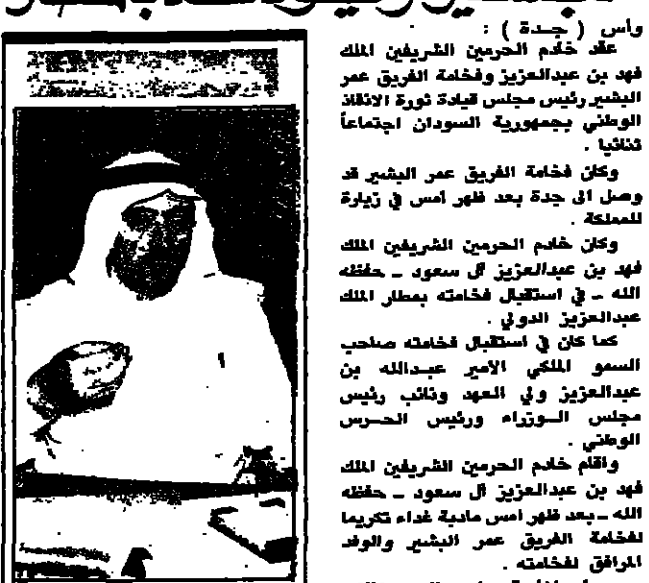 واس ( جـدة ) :
عقد خادم الحرمين الشريفين الملك
فهد بن عبدالعزيز وفخامة الفريق عمر
البشير رئيس مجلس قيادة ثورة الانقاذ
الوطني بجمهورية السودان اجتماعاً
ثنائيا .
وكان فخامة الفريق عمر البشير قد
وصل الى جدة بعد ظهر امس في زيارة
للمملكة .
وكان خادم الحرمين الشريفين الملك
فهد بن عبدالعزيز آل سعود ـ حفظه
الله ـ في استقبال فخامته بمطار الملك
عبدالعزيز الدولي .
كما كان في استقبال فخامته صاحب
السمو الملكي الأمير عبـدالله بن
عبدالعزيز ولي العهد ونائب رئيس
مجلس الـوزراء ورئيس الحـرس
الوطني .
واقام خادم الحرمين الشريفين الملك
فهد بن عبدالعزيز آل سعود ـ حفظه
الله ـ بعد ظهر امس مادبة غداء تكريما
لفخامة الفريق عمر البشير والوفد
المرافق لفخامته .